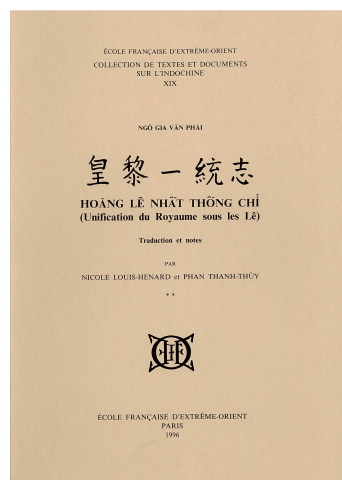 ÉCOLE FRANÇAISE D'EXTRÊME-ORIENT
COLLECTION DE TEXTES ET DOCUMENTS
SUR L'INDOCHINE
XIX
NGÔ GIA VĂN PHÁI
皇黎一統志
HOÀNG LÊ NHẤT THỐNG CHÍ
(Unification du Royaume sous les Lê)
Traduction et notes
PAR
NICOLE LOUIS-HENARD et PHAN THANH-THỦY
* *
ÉCOLE FRANÇAISE D'EXTRÊME-ORIENT
PARIS
1996